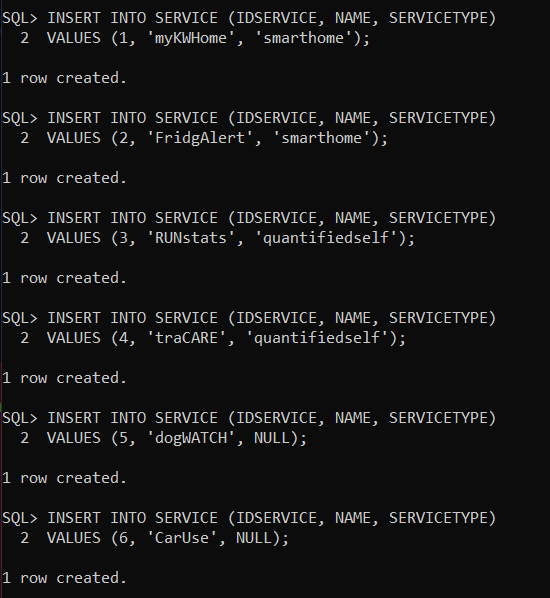 SQL> INSERT INTO SERVICE (IDSERVICE, NAME, SERVICETYPE)
  2  VALUES (1, 'myKWHome', 'smarthome');
1 row created.
SQL> INSERT INTO SERVICE (IDSERVICE, NAME, SERVICETYPE)
  2  VALUES (2, 'FridgAlert', 'smarthome');
1 row created.
SQL> INSERT INTO SERVICE (IDSERVICE, NAME, SERVICETYPE)
  2  VALUES (3, 'RUNstats', 'quantifiedself');
1 row created.
SQL> INSERT INTO SERVICE (IDSERVICE, NAME, SERVICETYPE)
  2  VALUES (4, 'traCARE', 'quantifiedself');
1 row created.
SQL> INSERT INTO SERVICE (IDSERVICE, NAME, SERVICETYPE)
  2  VALUES (5, 'dogWATCH', NULL);
1 row created.
SQL> INSERT INTO SERVICE (IDSERVICE, NAME, SERVICETYPE)
  2  VALUES (6, 'CarUse', NULL);
1 row created.